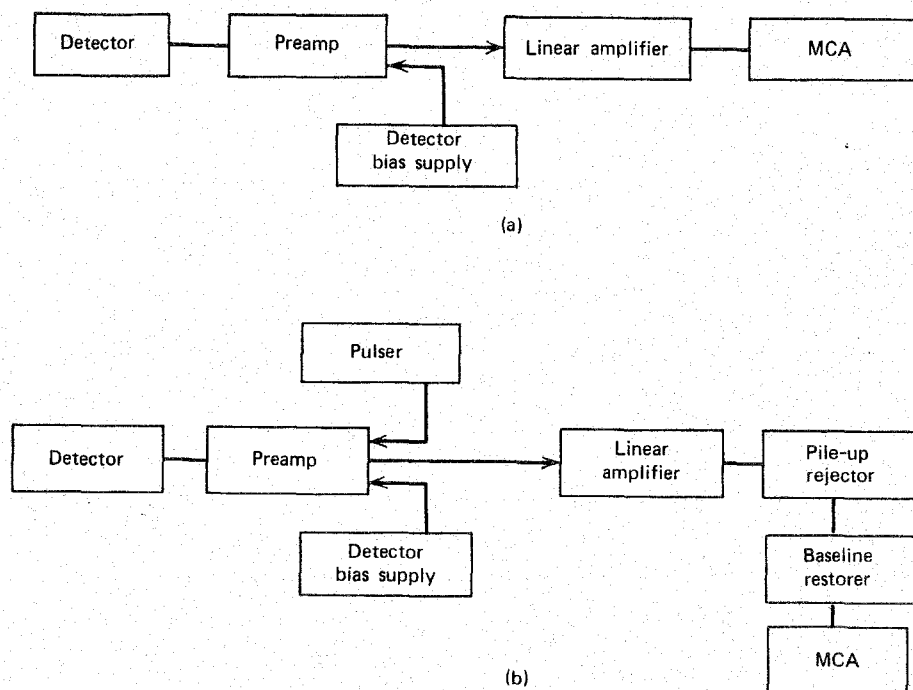 Detector
Preamp
Linear amplifier
MCA
Detector
bias supply
(a)
Pulser
Detector
Preamp
Linear
amplifier
Pile-up
rejector
Detector
bias supply
Baseline
restorer
MCA
(b)